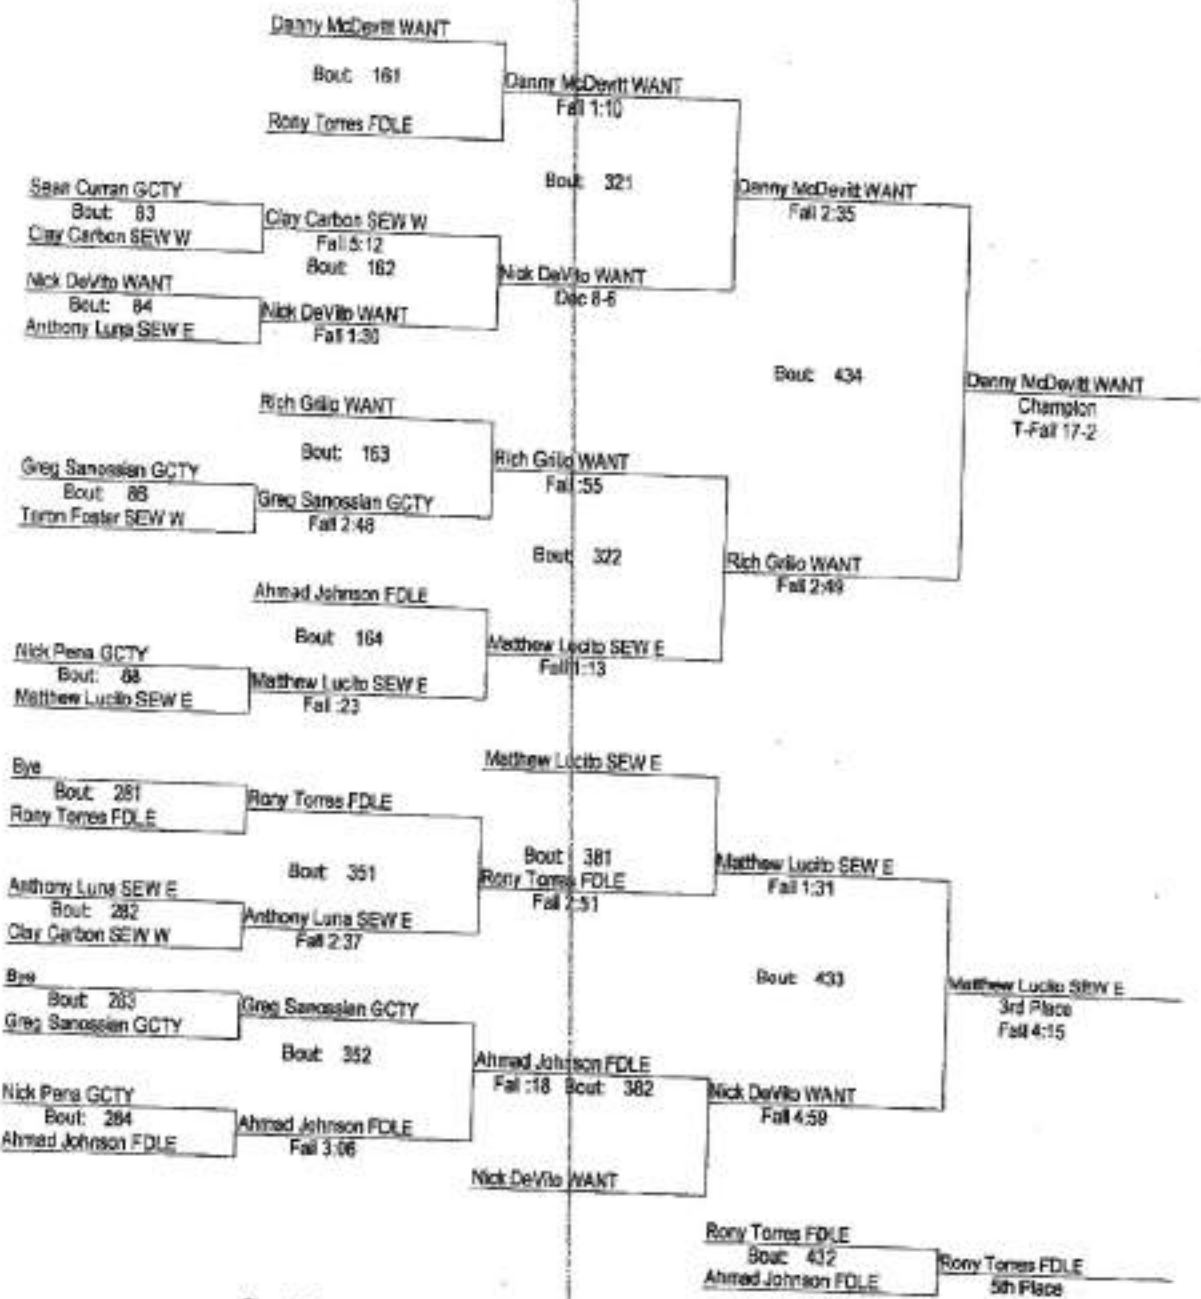 Danny McDevitt WANT
Bout: 161
Danny McDevitt WANT
Fall 1:10
Rony Torres FDLE
Bout: 321
Sean Curran GCTY
Bout: 83
Clay Carbon SEW W
Clay Carbon SEW W
Fall 5:12
Bout: 162
Danny McDevitt WANT
Fall 2:35
Nick DeVito WANT
Bout: 84
Anthony Luna SEW E
Nick DeVito WANT
Fall 1:30
Nick DeVito WANT
Dec 8-6
Bout: 434
Danny McDevitt WANT
Champion
T-Fall 17-2
Rich Grilio WANT
Bout: 163
Rich Grilio WANT
Fall :55
Greg Sanossian GCTY
Bout: 86
Teron Foster SEW W
Greg Sanossian GCTY
Fall 2:48
Bout: 322
Rich Grilio WANT
Fall 2:49
Ahmad Johnson FDLE
Bout: 164
Matthew Lucito SEW E
Fall 1:13
Nick Pena GCTY
Bout: 88
Matthew Lucito SEW E
Matthew Lucito SEW E
Fall :23
Matthew Lucito SEW E
Bye
Bout: 281
Rony Torres FDLE
Rony Torres FDLE
Bout: 351
Bout: 381
Rony Torres FDLE
Fall 2:51
Matthew Lucito SEW E
Fall 1:31
Anthony Luna SEW E
Bout: 282
Clay Carbon SEW W
Anthony Luna SEW E
Fall 2:37
Bye
Bout: 283
Greg Sanossian GCTY
Greg Sanossian GCTY
Bout: 352
Bout: 433
Matthew Lucito SEW E
3rd Place
Fall 4:15
Ahmad Johnson FDLE
Fall :18 Bout: 382
Nick DeVito WANT
Fall 4:59
Nick Pena GCTY
Bout: 284
Ahmad Johnson FDLE
Ahmad Johnson FDLE
Fall 3:06
Nick DeVito WANT
Rony Torres FDLE
Bout: 432
Ahmad Johnson FDLE
Rony Torres FDLE
5th Place